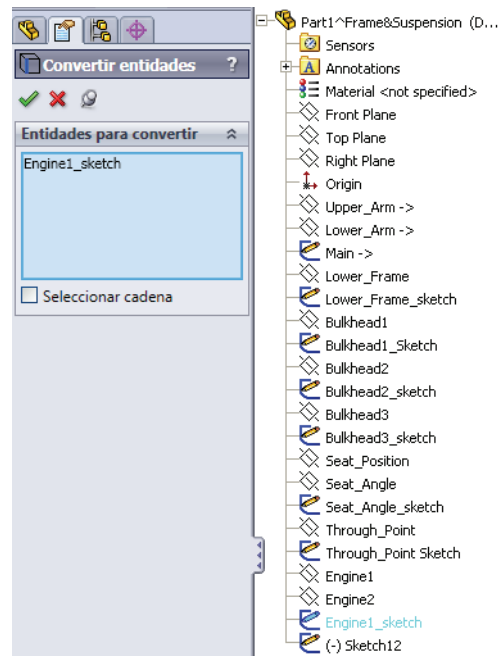 Convertir entidades ?
Entidades para convertir
Engine1_sketch
Seleccionar cadena
Part1^Frame&Suspension (D...
Sensors
Annotations
Material <not specified>
Front Plane
Top Plane
Right Plane
Origin
Upper_Arm ->
Lower_Arm ->
Main ->
Lower_Frame
Lower_Frame_sketch
Bulkhead1
Bulkhead1_Sketch
Bulkhead2
Bulkhead2_sketch
Bulkhead3
Bulkhead3_sketch
Seat_Position
Seat_Angle
Seat_Angle_sketch
Through_Point
Through_Point Sketch
Engine1
Engine2
Engine1_sketch
(-) Sketch12